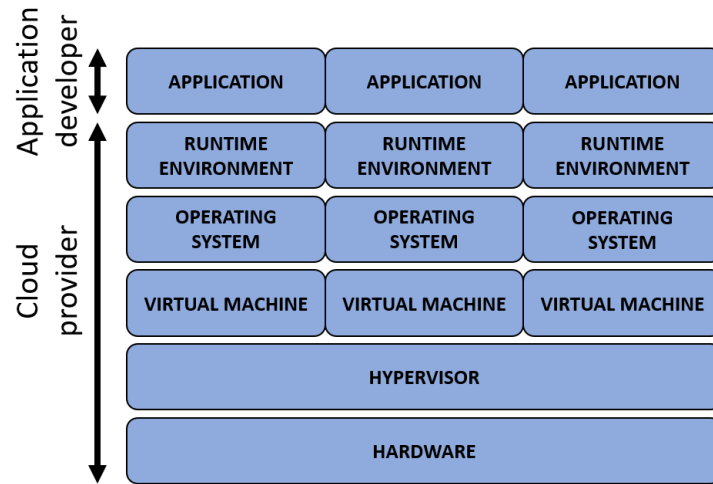 Application
developer
Cloud
provider
APPLICATION
APPLICATION
APPLICATION
RUNTIME
ENVIRONMENT
RUNTIME
ENVIRONMENT
RUNTIME
ENVIRONMENT
OPERATING
SYSTEM
OPERATING
SYSTEM
OPERATING
SYSTEM
VIRTUAL MACHINE
VIRTUAL MACHINE
VIRTUAL MACHINE
HYPERVISOR
HARDWARE